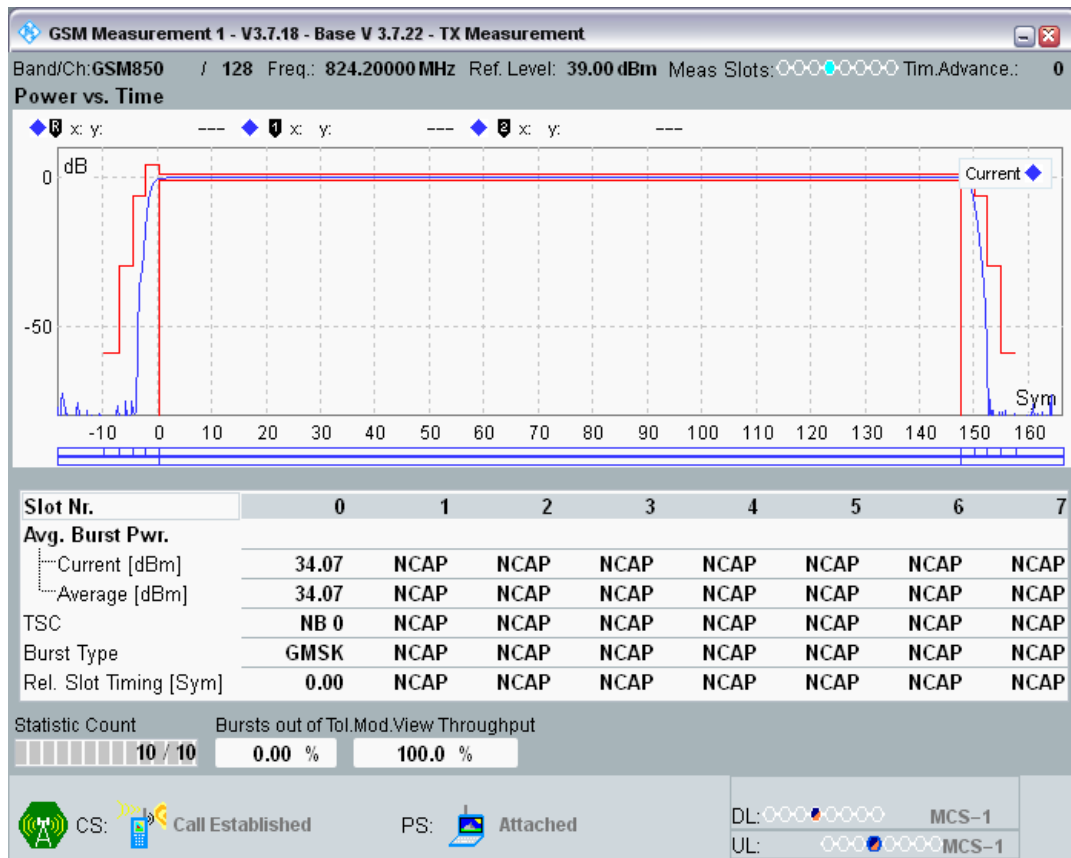 GSM Measurement 1 - V3.7.18 - Base V 3.7.22 - TX Measurement
Band/Ch:GSM850 / 128 Freq.: 824.20000 MHz Ref. Level: 39.00 dBm Meas Slots: Tim.Advance.: 0
Power vs. Time
R x: y: --- 1 x: y: --- 2 x: y: ---
dB
0
Current
-50
Sym
-10 0 10 20 30 40 50 60 70 80 90 100 110 120 130 140 150 160
Slot Nr. 0 1 2 3 4 5 6 7
Avg. Burst Pwr.
Current [dBm] 34.07 NCAP NCAP NCAP NCAP NCAP NCAP NCAP
Average [dBm] 34.07 NCAP NCAP NCAP NCAP NCAP NCAP NCAP
TSC NB 0 NCAP NCAP NCAP NCAP NCAP NCAP NCAP
Burst Type GMSK NCAP NCAP NCAP NCAP NCAP NCAP NCAP
Rel. Slot Timing [Sym] 0.00 NCAP NCAP NCAP NCAP NCAP NCAP NCAP
Statistic Count Bursts out of Tol. Mod.View Throughput
10 / 10 0.00 % 100.0 %
CS: Call Established PS: Attached DL: MCS-1
UL: MCS-1